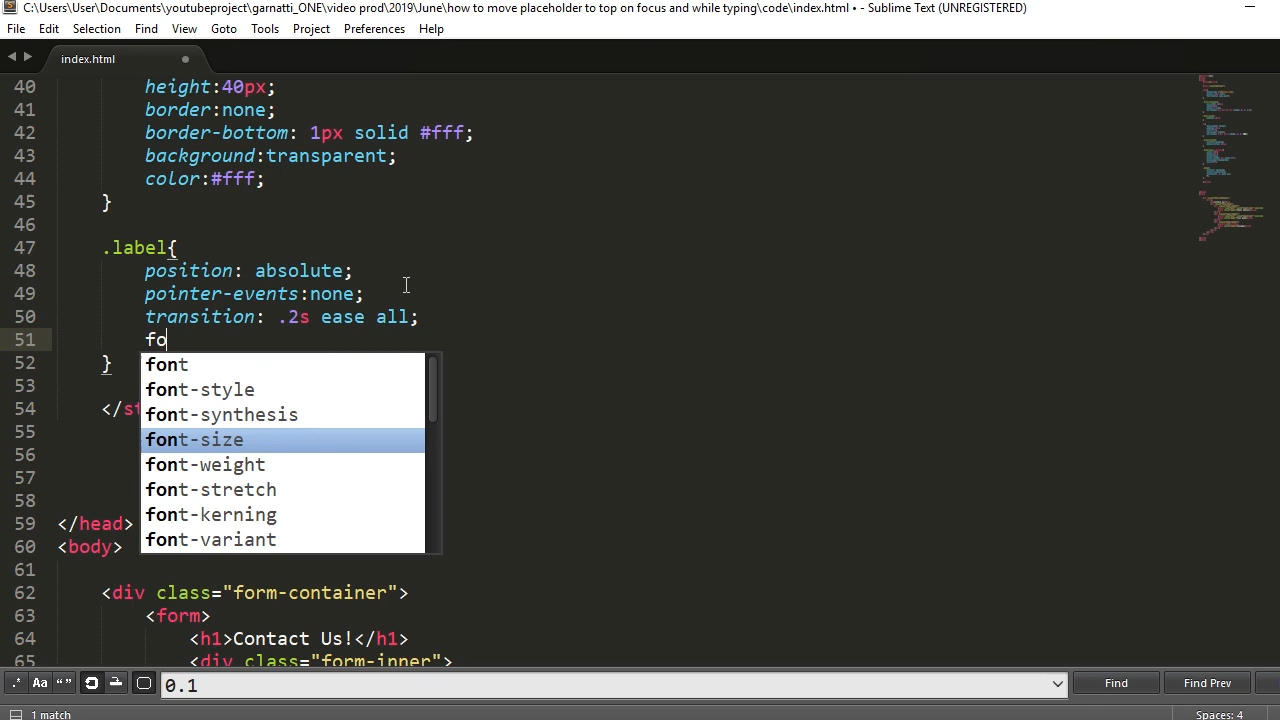 C:\Users\User\Documents\youtubeproject\garnatti_ONE\video prod\2019\June\how to move placeholder to top on focus and while typing\code\index.html • - Sublime Text (UNREGISTERED)
File Edit Selection Find View Goto Tools Project Preferences Help
index.html
40 height:40px;
41 border:none;
42 border-bottom: 1px solid #fff;
43 background:transparent;
44 color:#fff;
45 }
46
47 .label{
48 position: absolute;
49 pointer-events:none;
50 transition: .2s ease all;
51 fo
52 }
font
53
font-style
54 </st
font-synthesis
55
font-size
56
font-weight
57
font-stretch
58
font-kerning
59 </head>
font-variant
60 <body>
61
62 <div class="form-container">
63 <form>
64 <h1>Contact Us!</h1>
65 <div class="form-inner">
.* Aa “ ” 0.1 Find Find Prev
1 match Spaces: 4